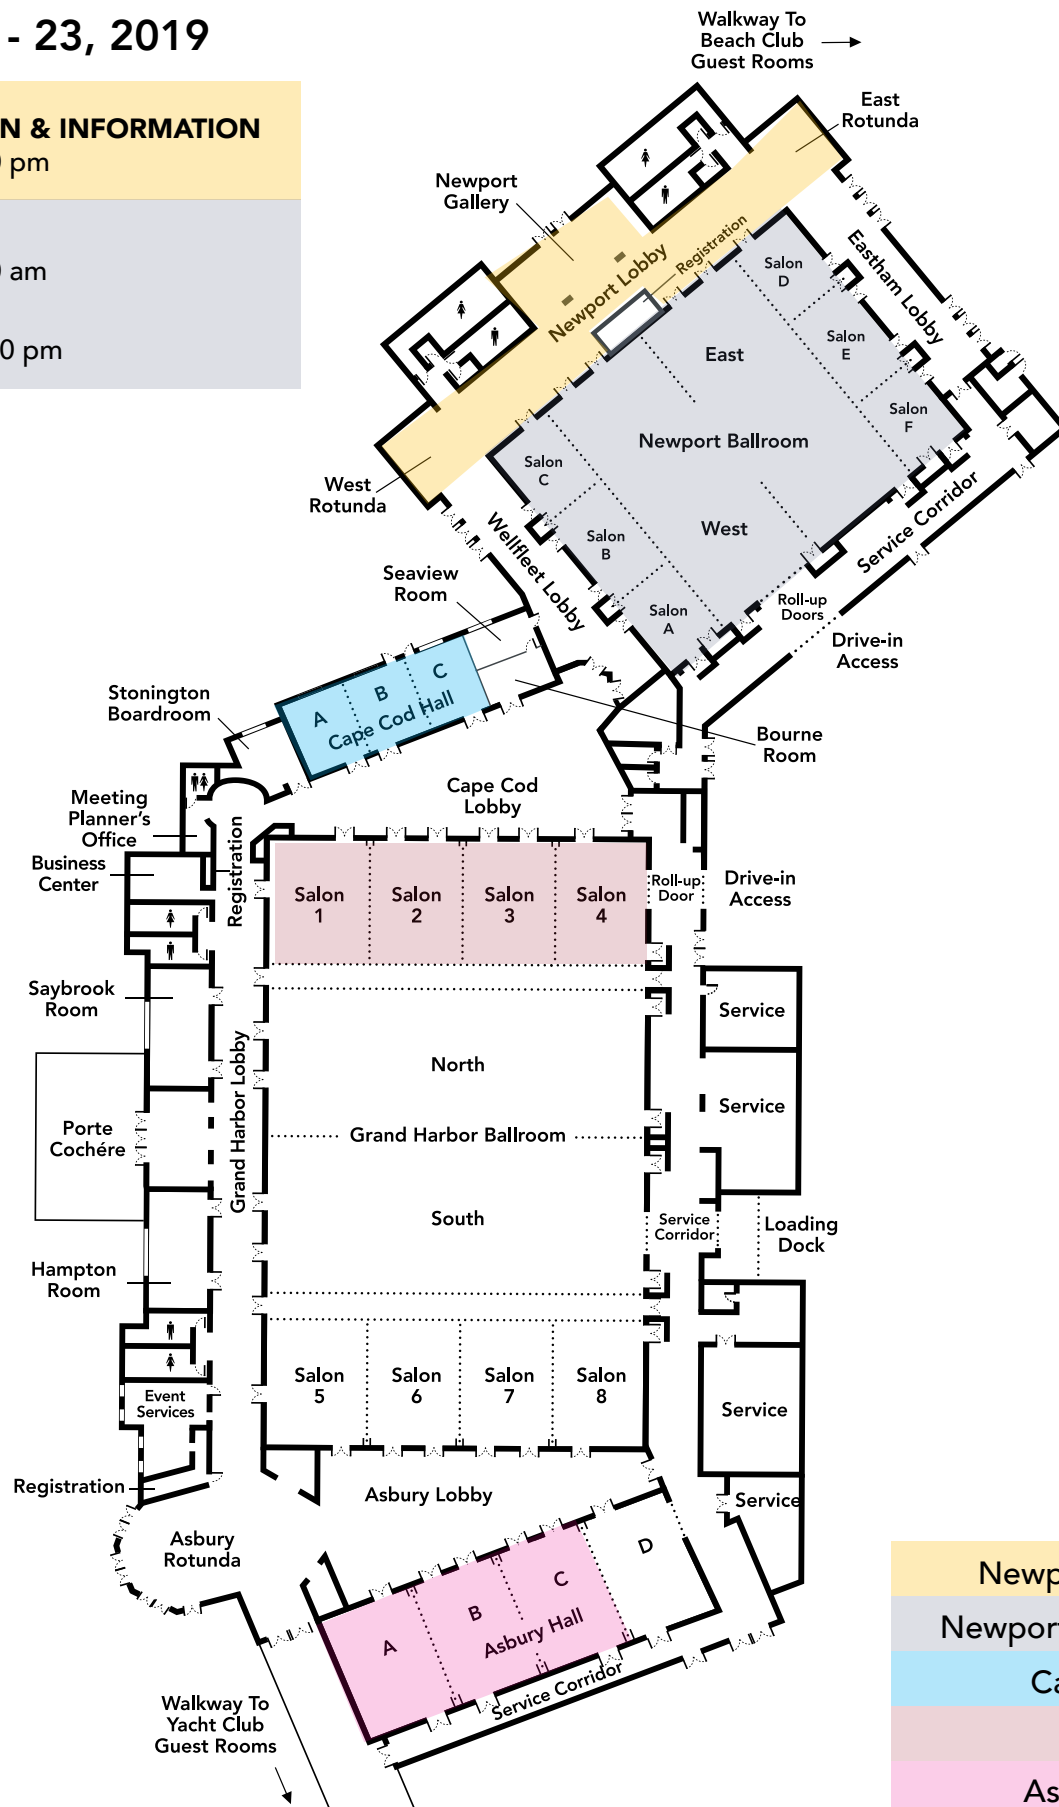 - 23, 2019
N & INFORMATION
pm
am
0 pm
Walkway To
Beach Club
Guest Rooms
East
Rotunda
Newport
Gallery
Newport Lobby
Registration
Eastham Lobby
Salon
D
Salon
E
Salon
F
East
Newport Ballroom
West
Salon
C
Salon
B
Salon
A
West
Rotunda
Wellfleet Lobby
Service Corridor
Roll-up
Doors
Drive-in
Access
Seaview
Room
Stonington
Boardroom
A
B
C
Cape Cod Hall
Bourne
Room
Cape Cod
Lobby
Meeting
Planner's
Office
Business
Center
Registration
Salon
1
Salon
2
Salon
3
Salon
4
Roll-up
Door
Drive-in
Access
Saybrook
Room
Service
Service
Grand Harbor Lobby
North
Grand Harbor Ballroom
South
Porte
Cochére
Service
Corridor
Loading
Dock
Hampton
Room
Salon
5
Salon
6
Salon
7
Salon
8
Event
Services
Service
Registration
Asbury Lobby
Service
Asbury
Rotunda
A
B
C
D
Asbury Hall
Service Corridor
Walkway To
Yacht Club
Guest Rooms
Newp
Newport
Ca
As